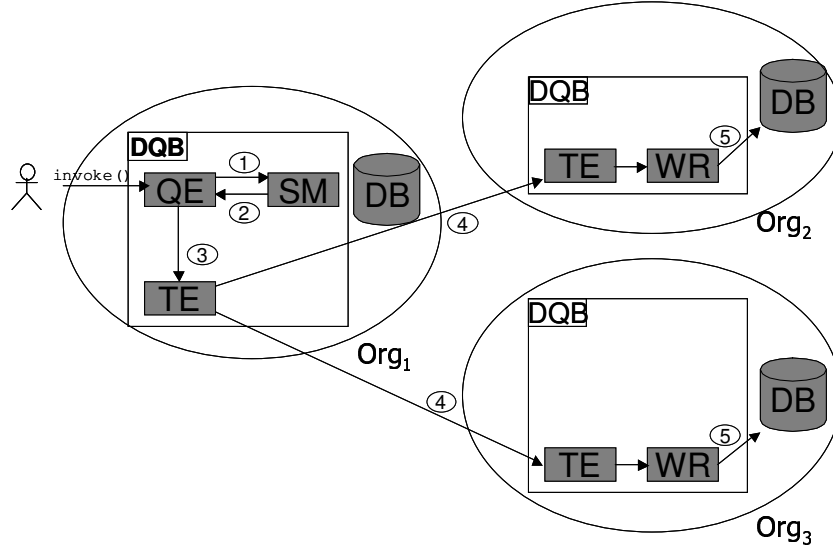 DQB
invoke()
QE
1
SM
2
DB
3
TE
4
Org1
DQB
TE
WR
5
DB
Org2
4
DQB
TE
WR
5
DB
Org3